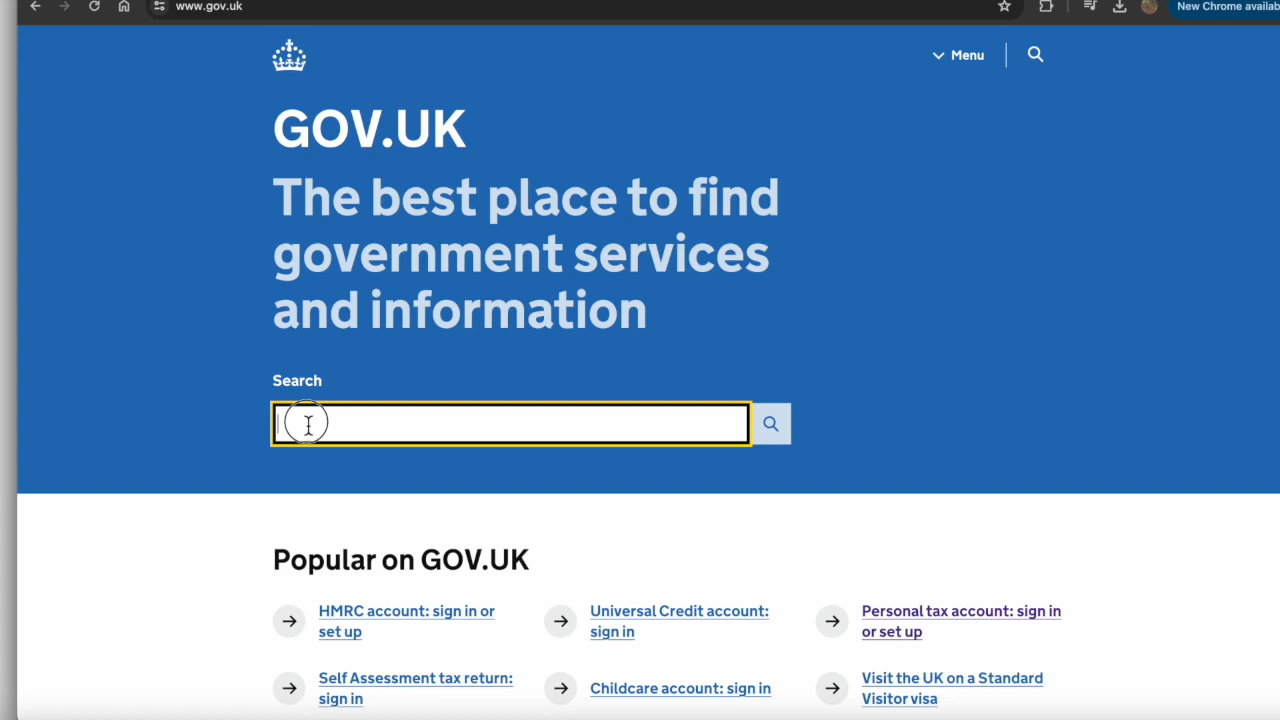 www.gov.uk
New Chrome availab
Menu
GOV.UK
The best place to find
government services
and information
Search
Popular on GOV.UK
HMRC account: sign in or
set up
Universal Credit account:
sign in
Personal tax account: sign in
or set up
Self Assessment tax return:
sign in
Childcare account: sign in
Visit the UK on a Standard
Visitor visa